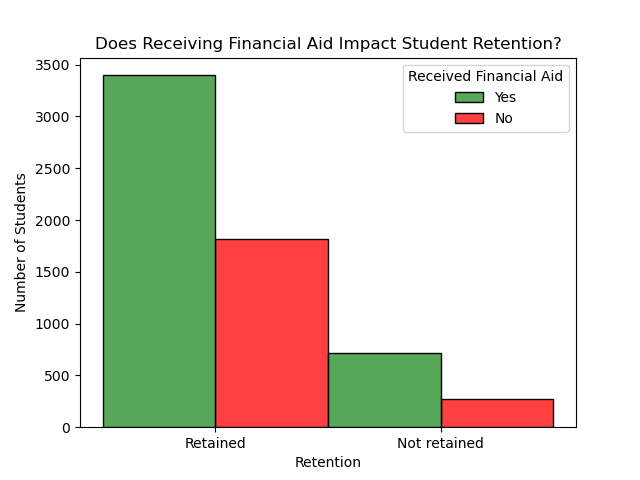 Does Receiving Financial Aid Impact Student Retention?
Received Financial Aid
Yes
No
3500
3000
2500
2000
1500
1000
500
0
Number of Students
Retained
Not retained
Retention